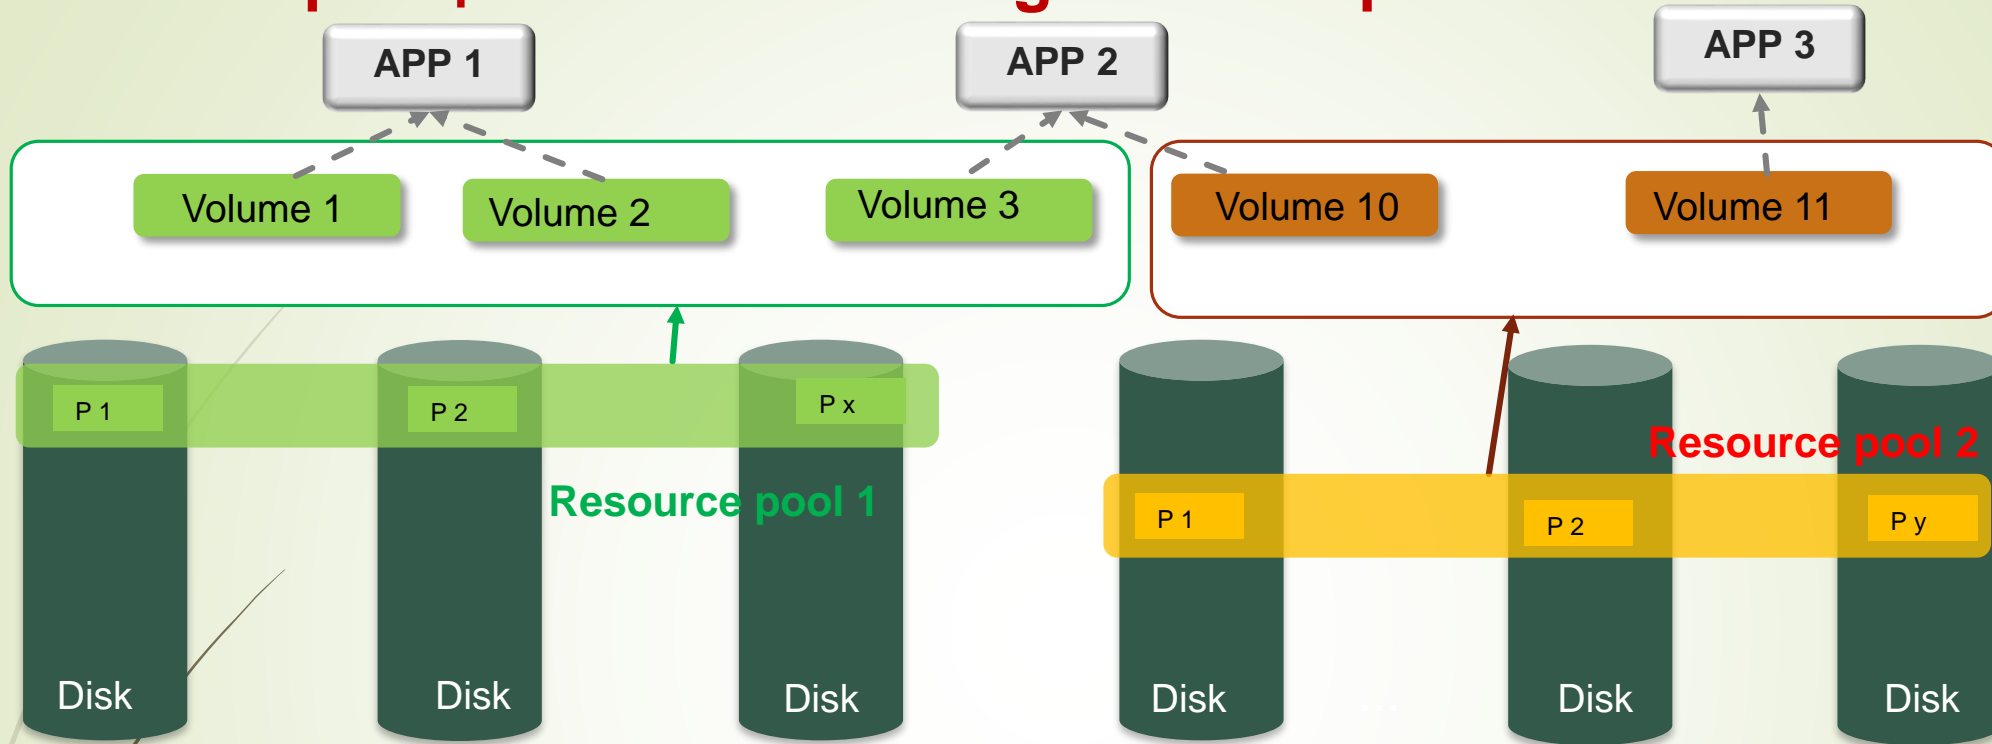 APP 1
APP 2
APP 3
Volume 1
Volume 2
Volume 3
Volume 10
Volume 11
P 1
P 2
P x
Resource pool 1
Resource pool 2
P 1
P 2
P y
Disk
Disk
Disk
Disk
...
Disk
Disk